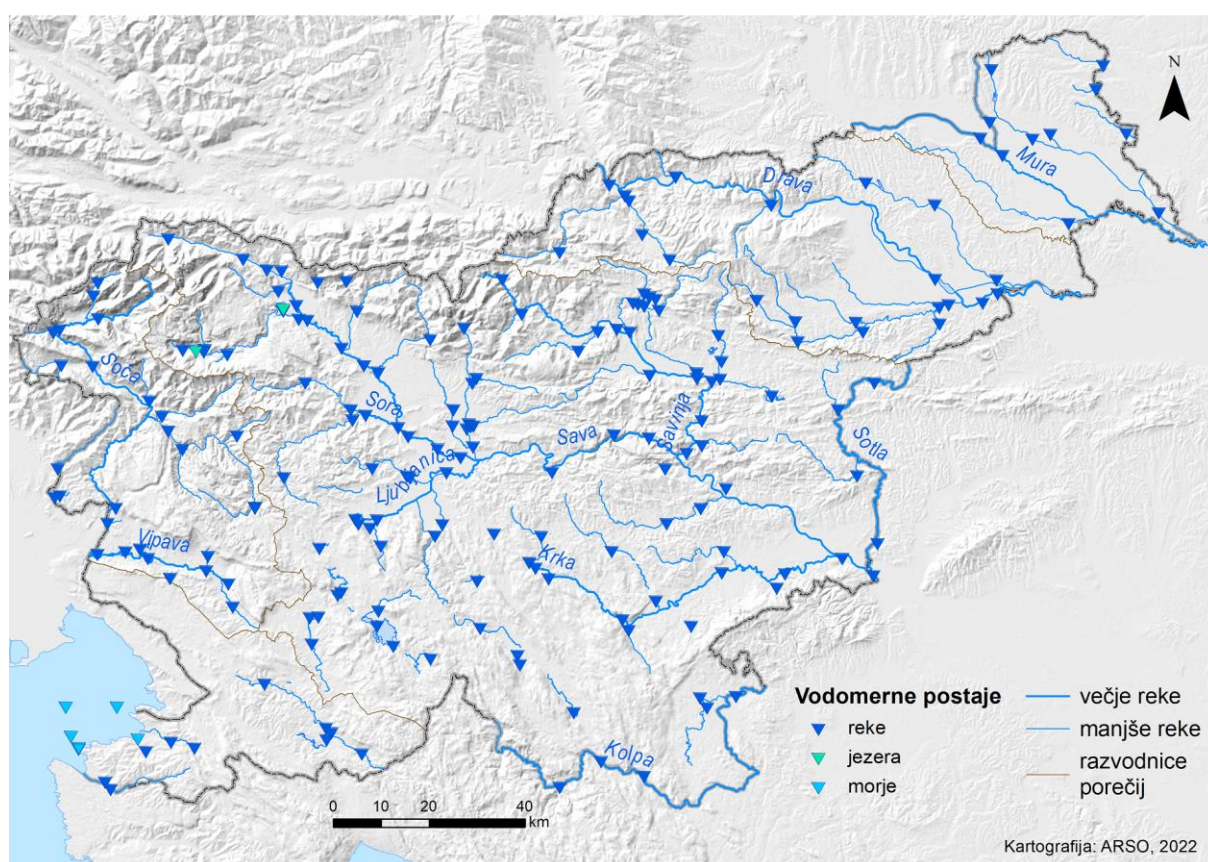 N
Mura
Drava
Soča
Sora
Sava
Savinja
Sotla
Ljubljanica
Vipava
Krka
Kolpa
Vodomerne postaje
reke
jezera
morje
večje reke
manjše reke
razvodnice
porečij
0 10 20 40
km
Kartografija: ARSO, 2022